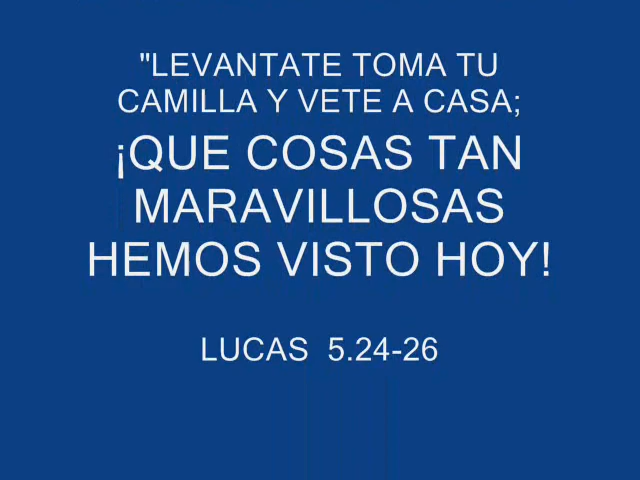 "LEVANTATE TOMA TU
CAMILLA Y VETE A CASA;
¡QUE COSAS TAN
MARAVILLOSAS
HEMOS VISTO HOY!
LUCAS 5.24-26